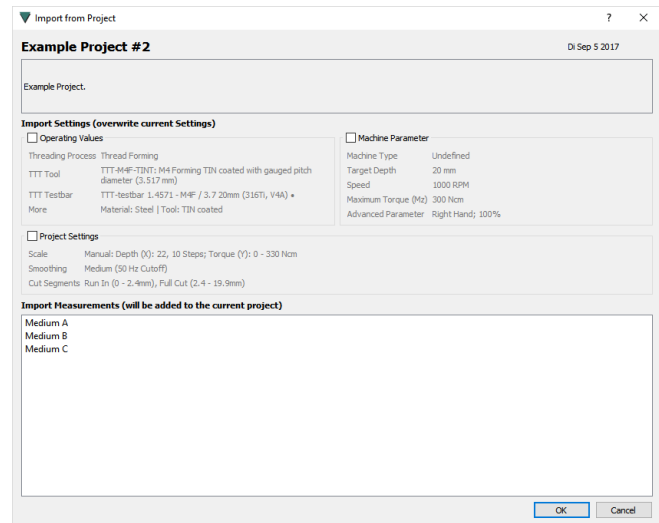 Import from Project
Example Project #2
Di Sep 5 2017
Example Project.
Import Settings (overwrite current Settings)
Operating Values
Threading Process Thread Forming
TTT Tool TTT-M4F-TINT: M4 Forming TIN coated with gauged pitch
diameter (3.517 mm)
TTT Testbar TTT-testbar 1.4571 - M4F / 3.7 20mm (316Ti, V4A) •
More Material: Steel | Tool: TIN coated
Machine Parameter
Machine Type Undefined
Target Depth 20 mm
Speed 1000 RPM
Maximum Torque (Mz) 300 Ncm
Advanced Parameter Right Hand; 100%
Project Settings
Scale Manual: Depth (X): 22, 10 Steps; Torque (Y): 0 - 330 Ncm
Smoothing Medium (50 Hz Cutoff)
Cut Segments Run In (0 - 2.4mm), Full Cut (2.4 - 19.9mm)
Import Measurements (will be added to the current project)
Medium A
Medium B
Medium C
OK
Cancel